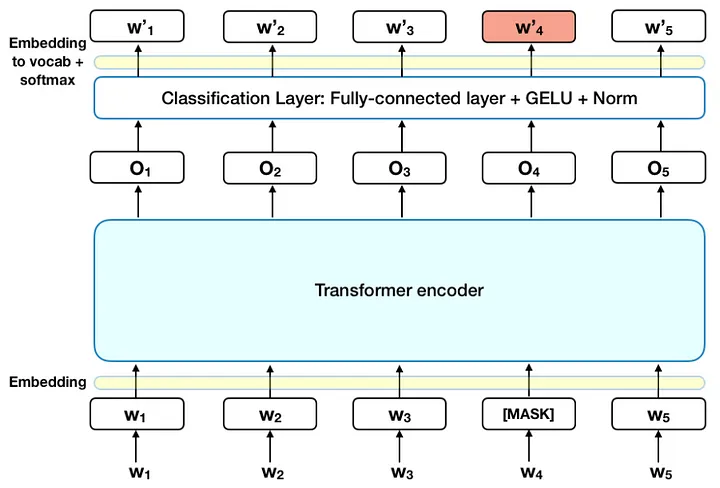 w’₁ w’₂ w’₃ w’₄ w’₅
Embedding
to vocab +
softmax
Classification Layer: Fully-connected layer + GELU + Norm
O₁ O₂ O₃ O₄ O₅
Transformer encoder
Embedding
w₁ w₂ w₃ [MASK] w₅
w₁ w₂ w₃ w₄ w₅